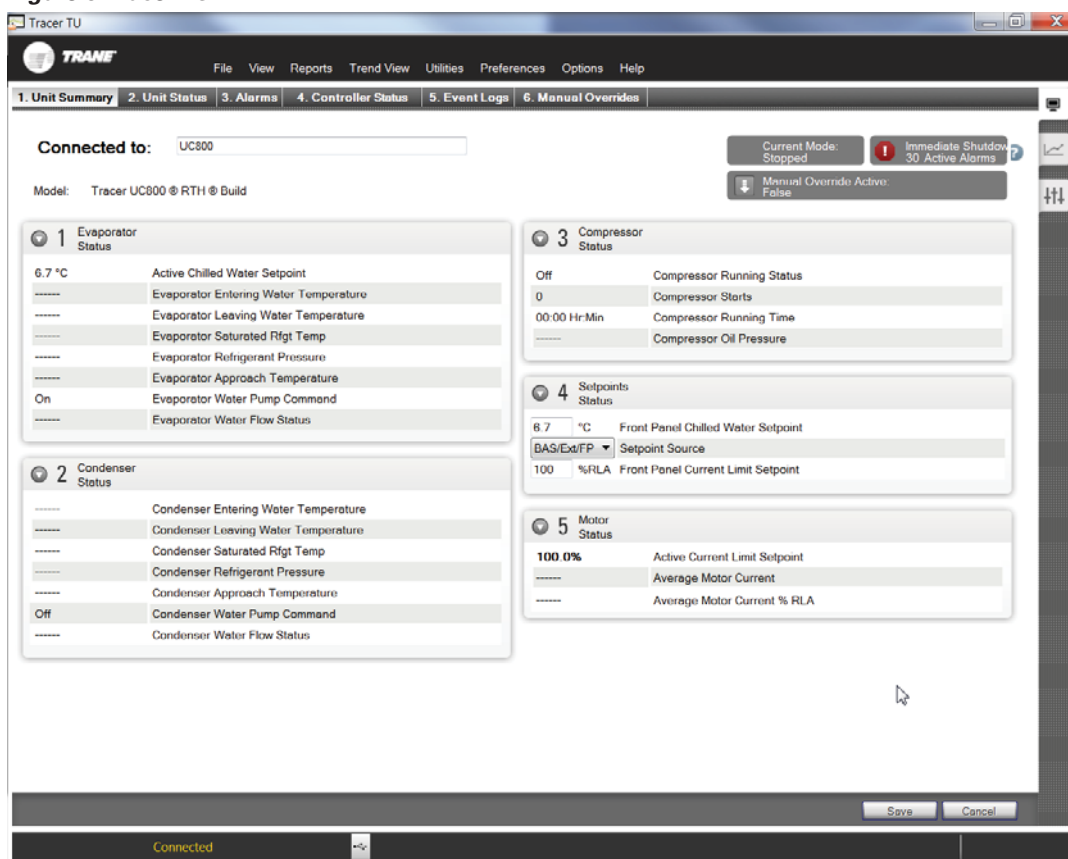 Tracer TU
TRANE
File View Reports Trend View Utilities Preferences Options Help
1. Unit Summary 2. Unit Status 3. Alarms 4. Controller Status 5. Event Logs 6. Manual Overrides
Connected to: UC800
Current Mode:
Stopped
Immediate Shutdow
30 Active Alarms
Model: Tracer UC800 ® RTH ® Build
Manual Override Active:
False
1 Evaporator
Status
6.7 °C Active Chilled Water Setpoint
------ Evaporator Entering Water Temperature
------ Evaporator Leaving Water Temperature
------ Evaporator Saturated Rfgt Temp
------ Evaporator Refrigerant Pressure
------ Evaporator Approach Temperature
On Evaporator Water Pump Command
------ Evaporator Water Flow Status
2 Condenser
Status
------ Condenser Entering Water Temperature
------ Condenser Leaving Water Temperature
------ Condenser Saturated Rfgt Temp
------ Condenser Refrigerant Pressure
------ Condenser Approach Temperature
Off Condenser Water Pump Command
------ Condenser Water Flow Status
3 Compressor
Status
Off Compressor Running Status
0 Compressor Starts
00:00 Hr:Min Compressor Running Time
------ Compressor Oil Pressure
4 Setpoints
Status
6.7 °C Front Panel Chilled Water Setpoint
BAS/Ext/FP Setpoint Source
100 %RLA Front Panel Current Limit Setpoint
5 Motor
Status
100.0% Active Current Limit Setpoint
------ Average Motor Current
------ Average Motor Current % RLA
Save Cancel
Connected